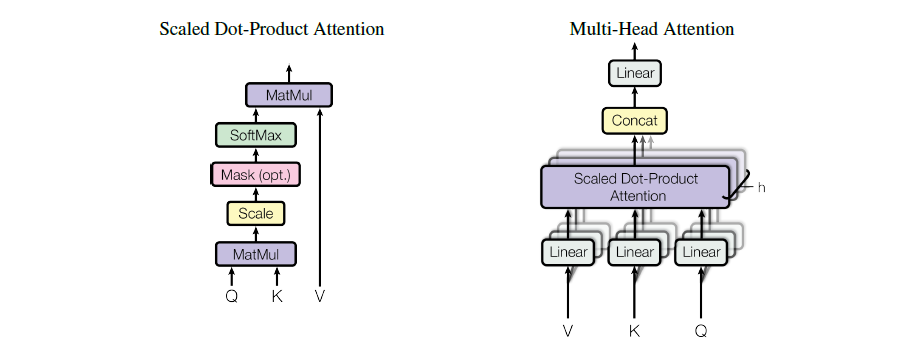 Scaled Dot-Product Attention
MatMul
SoftMax
Mask (opt.)
Scale
MatMul
Q K V
Multi-Head Attention
Linear
Concat
Scaled Dot-Product
Attention
h
Linear Linear Linear
V K Q